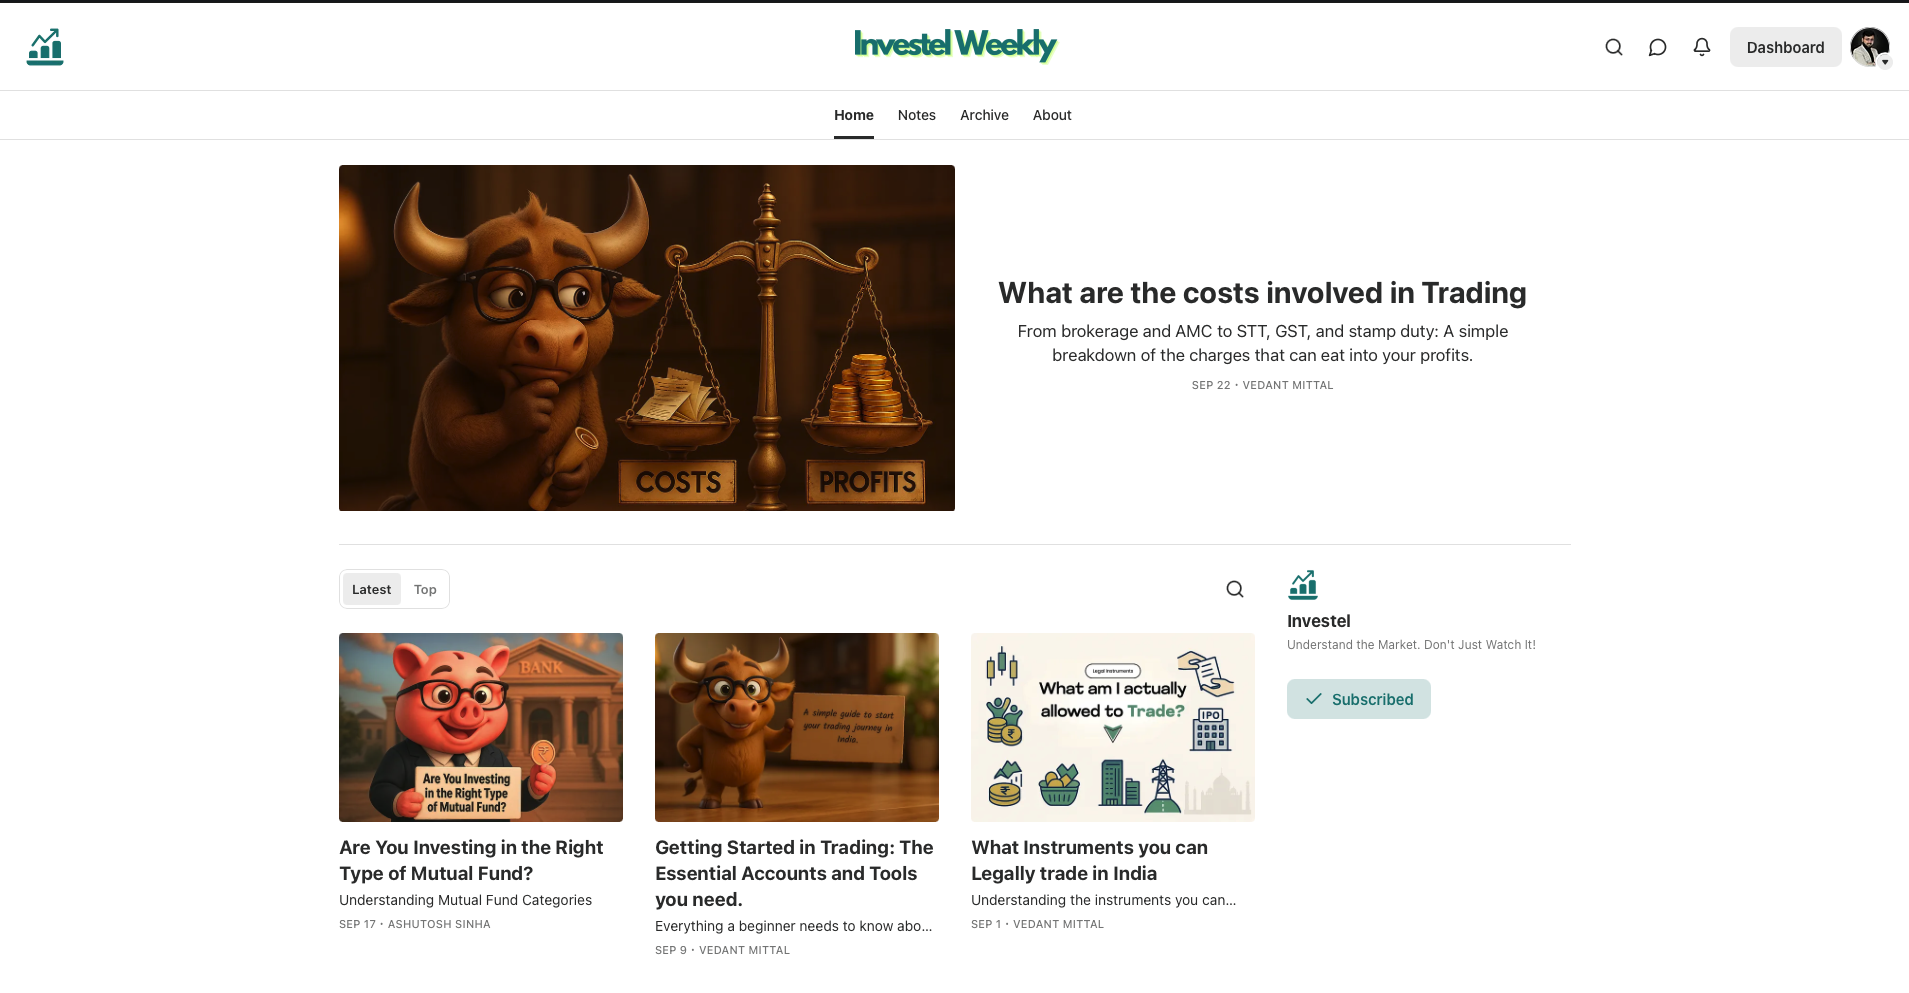 Investel Weekly
Dashboard
Home
Notes
Archive
About
COSTS
PROFITS
What are the costs involved in Trading
From brokerage and AMC to STT, GST, and stamp duty: A simple
breakdown of the charges that can eat into your profits.
SEP 22 · VEDANT MITTAL
Latest
Top
Investel
Understand the Market. Don't Just Watch It!
Subscribed
BANK
Are You Investing
in the Right Type
of Mutual Fund?
Are You Investing in the Right
Type of Mutual Fund?
Understanding Mutual Fund Categories
SEP 17 · ASHUTOSH SINHA
A simple guide to start
your trading journey in
India.
Getting Started in Trading: The
Essential Accounts and Tools
you need.
Everything a beginner needs to know abo...
SEP 9 · VEDANT MITTAL
Legal Instruments
What am I actually
allowed to Trade?
IPO
₹
₹
What Instruments you can
Legally trade in India
Understanding the instruments you can...
SEP 1 · VEDANT MITTAL